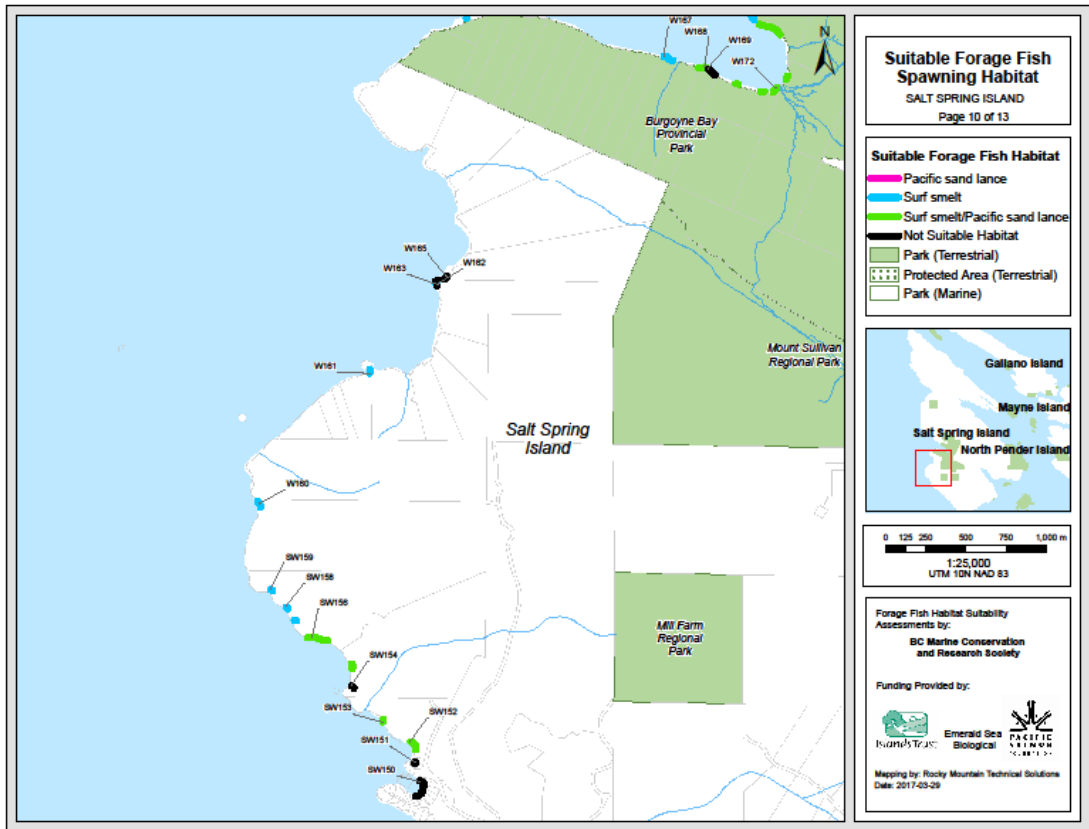 W167
W168
W169
W172
N
Burgoyne Bay
Provincial
Park
W165
W162
W163
Mount Sullivan
Regional Park
W161
Salt Spring
Island
W160
SW159
SW158
SW156
Mill Farm
Regional
Park
SW154
SW153
SW152
SW151
SW150
Suitable Forage Fish
Spawning Habitat
SALT SPRING ISLAND
Page 10 of 13
Suitable Forage Fish Habitat
Pacific sand lance
Surf smelt
Surf smelt/Pacific sand lance
Not Suitable Habitat
Park (Terrestrial)
Protected Area (Terrestrial)
Park (Marine)
Galiano Island
Mayne Island
Salt Spring Island
North Pender Island
0 125 250 500 750 1,000 m
1:25,000
UTM 10N NAD 83
Forage Fish Habitat Suitability
Assessments by:
BC Marine Conservation
and Research Society
Funding Provided by:
Islands Trust
Emerald Sea
Biological
PACIFIC
SALMON
Mapping by: Rocky Mountain Technical Solutions
Date: 2017-03-29